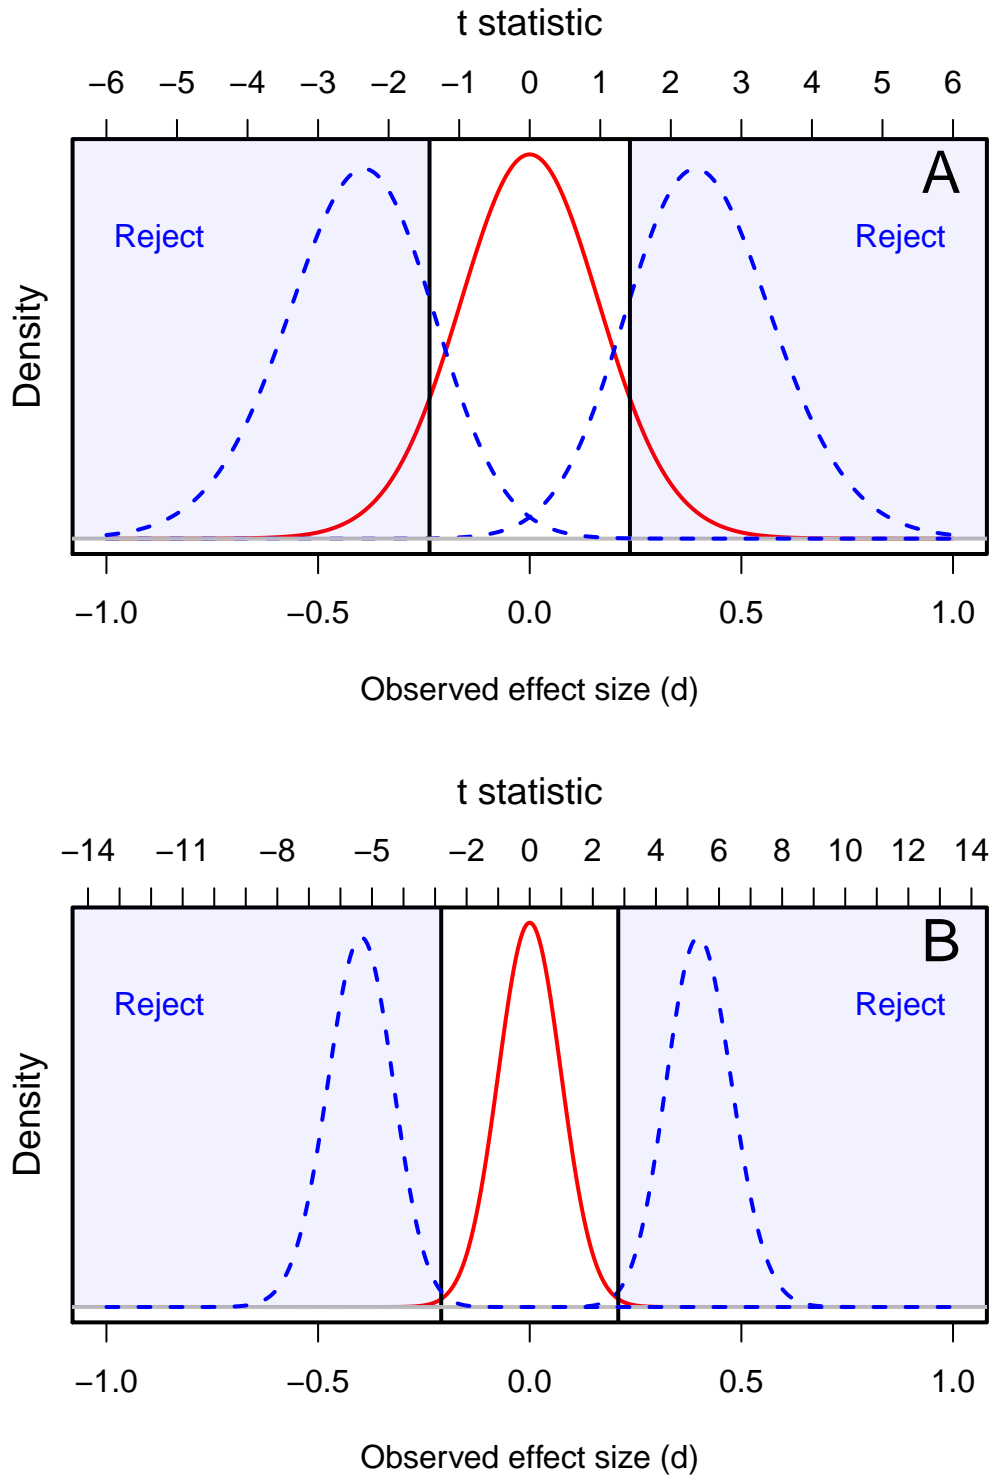 t statistic
−6 −5 −4 −3 −2 −1 0 1 2 3 4 5 6
A
Reject Reject
Density
−1.0 −0.5 0.0 0.5 1.0
Observed effect size (d)
t statistic
−14 −11 −8 −5 −2 0 2 4 6 8 10 12 14
B
Reject Reject
Density
−1.0 −0.5 0.0 0.5 1.0
Observed effect size (d)